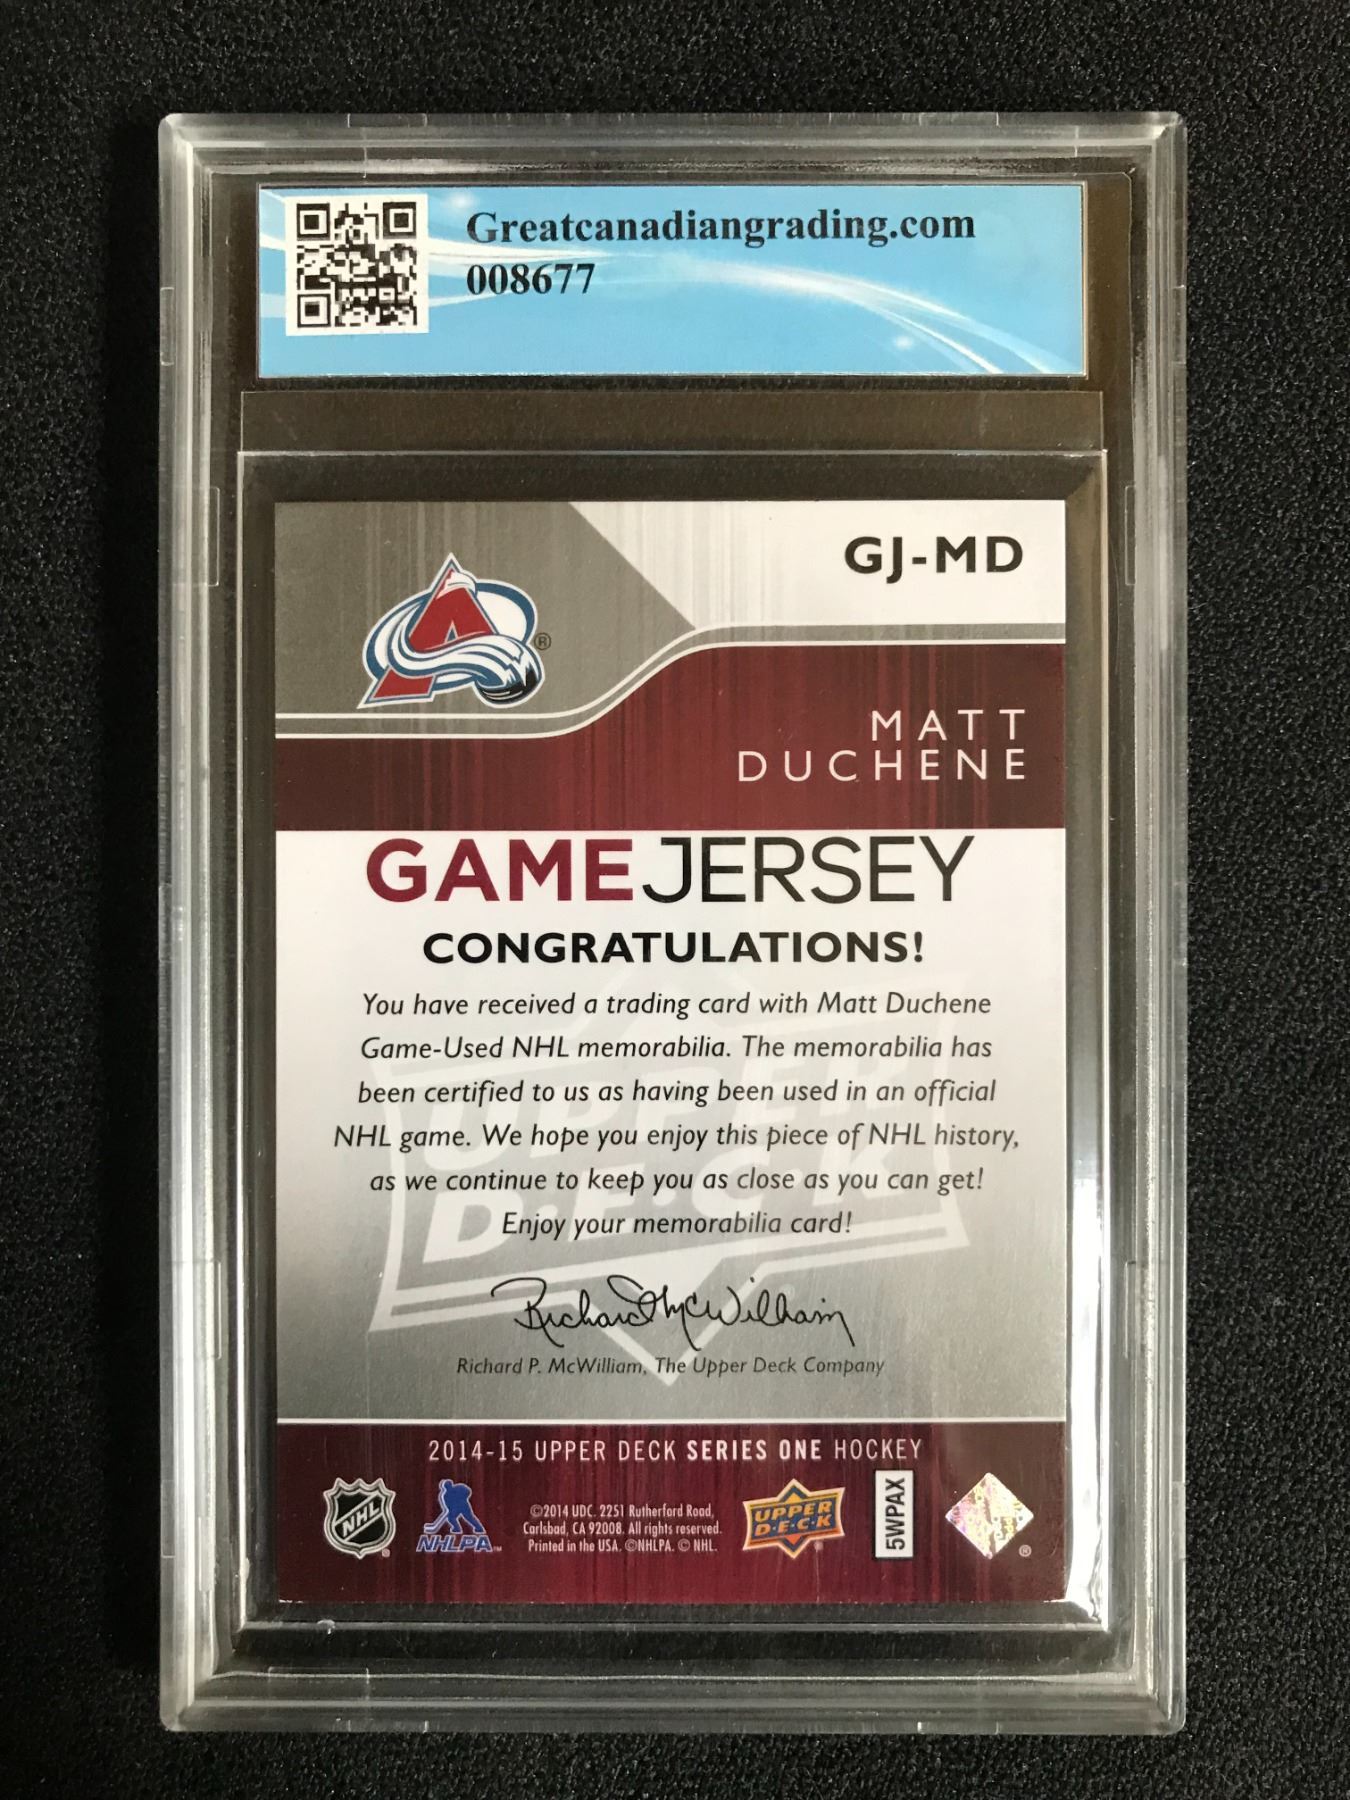 Greatcanadiangrading.com
008677
GJ-MD
®
MATT
DUCHENE
GAMEJERSEY
CONGRATULATIONS!
You have received a trading card with Matt Duchene
Game-Used NHL memorabilia. The memorabilia has
been certified to us as having been used in an official
NHL game. We hope you enjoy this piece of NHL history,
as we continue to keep you as close as you can get!
Enjoy your memorabilia card!
UPPER
D·E·C·K
Richard McWilliam
Richard P. McWilliam, The Upper Deck Company
2014-15 UPPER DECK SERIES ONE HOCKEY
NHL ®
NHLPA™
©2014 UDC. 2251 Rutherford Road,
Carlsbad, CA 92008. All rights reserved.
Printed in the USA. ©NHLPA. © NHL.
UPPER
D·E·C·K ®
5WPAX
®